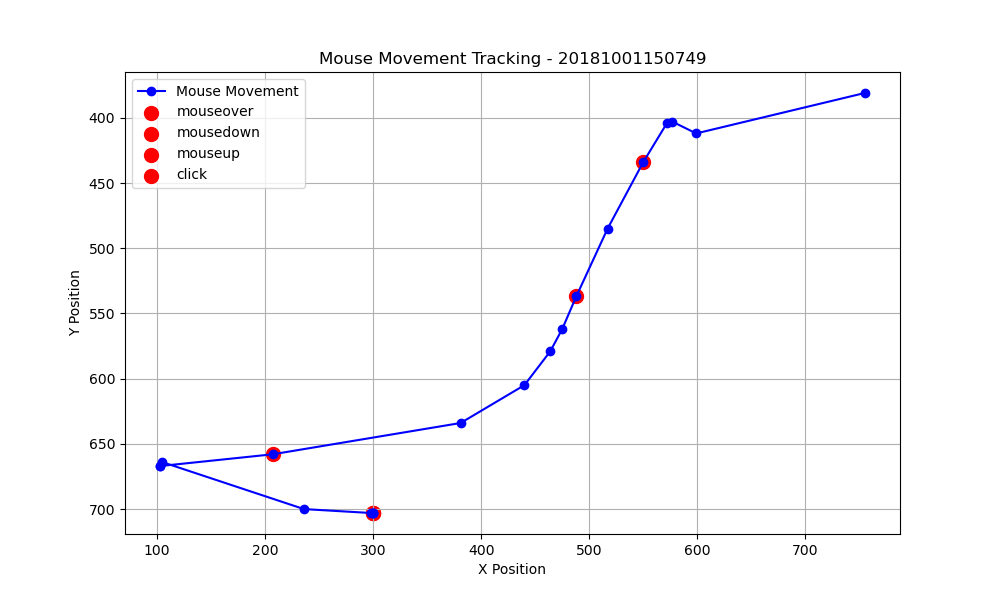 Mouse Movement Tracking - 20181001150749
Mouse Movement
mouseover
mousedown
mouseup
click
400
450
500
550
600
650
700
Y Position
100 200 300 400 500 600 700
X Position